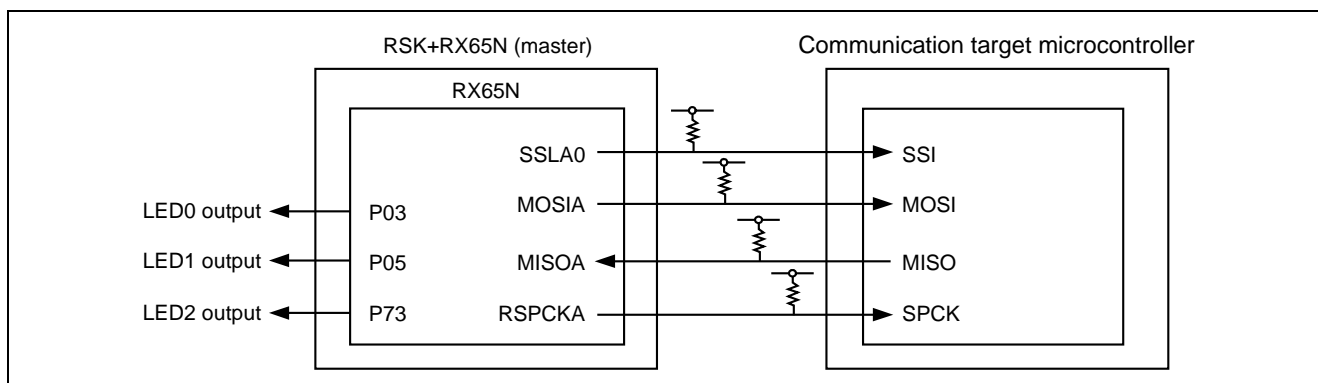 RSK+RX65N (master)
Communication target microcontroller
RX65N
SSLA0
SSI
MOSIA
MOSI
LED0 output
P03
LED1 output
P05
MISOA
MISO
LED2 output
P73
RSPCKA
SPCK